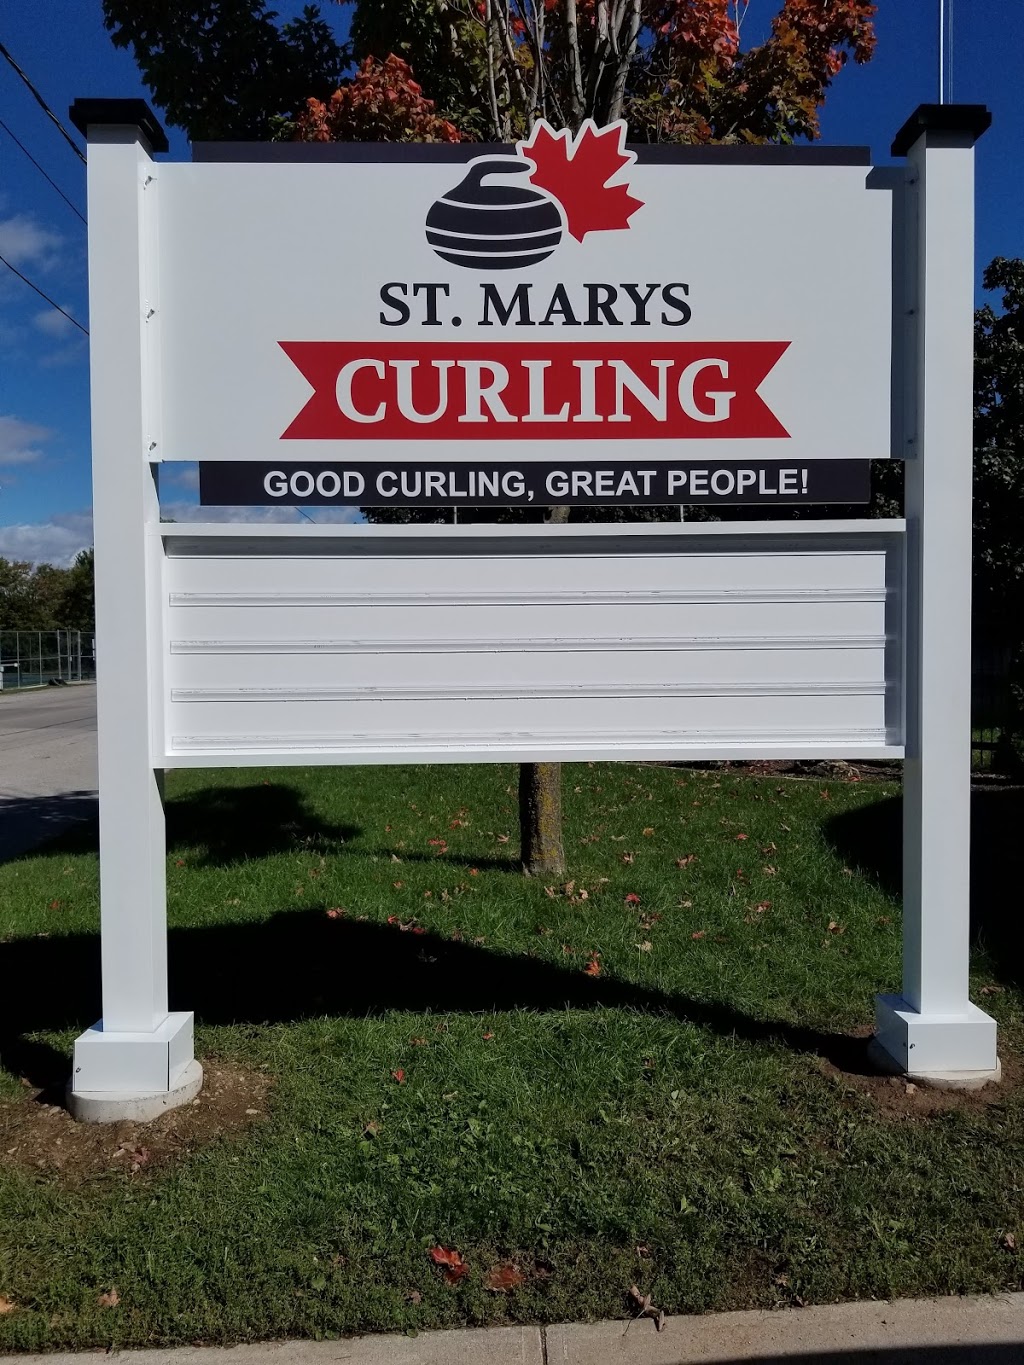 ST. MARYS
CURLING
GOOD CURLING, GREAT PEOPLE!